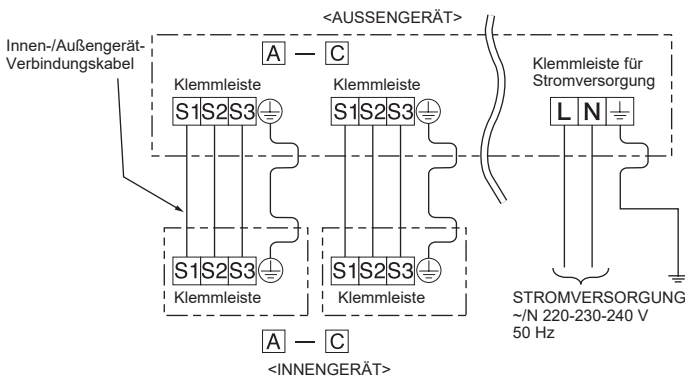 <AUSSENGERÄT>
Innen-/Außengerät-
Verbindungskabel
A — C
Klemmleiste
Klemmleiste
Klemmleiste für
Stromversorgung
S1 S2 S3
S1 S2 S3
L N
S1 S2 S3
S1 S2 S3
Klemmleiste
Klemmleiste
STROMVERSORGUNG
~/N 220-230-240 V
50 Hz
A — C
<INNENGERÄT>